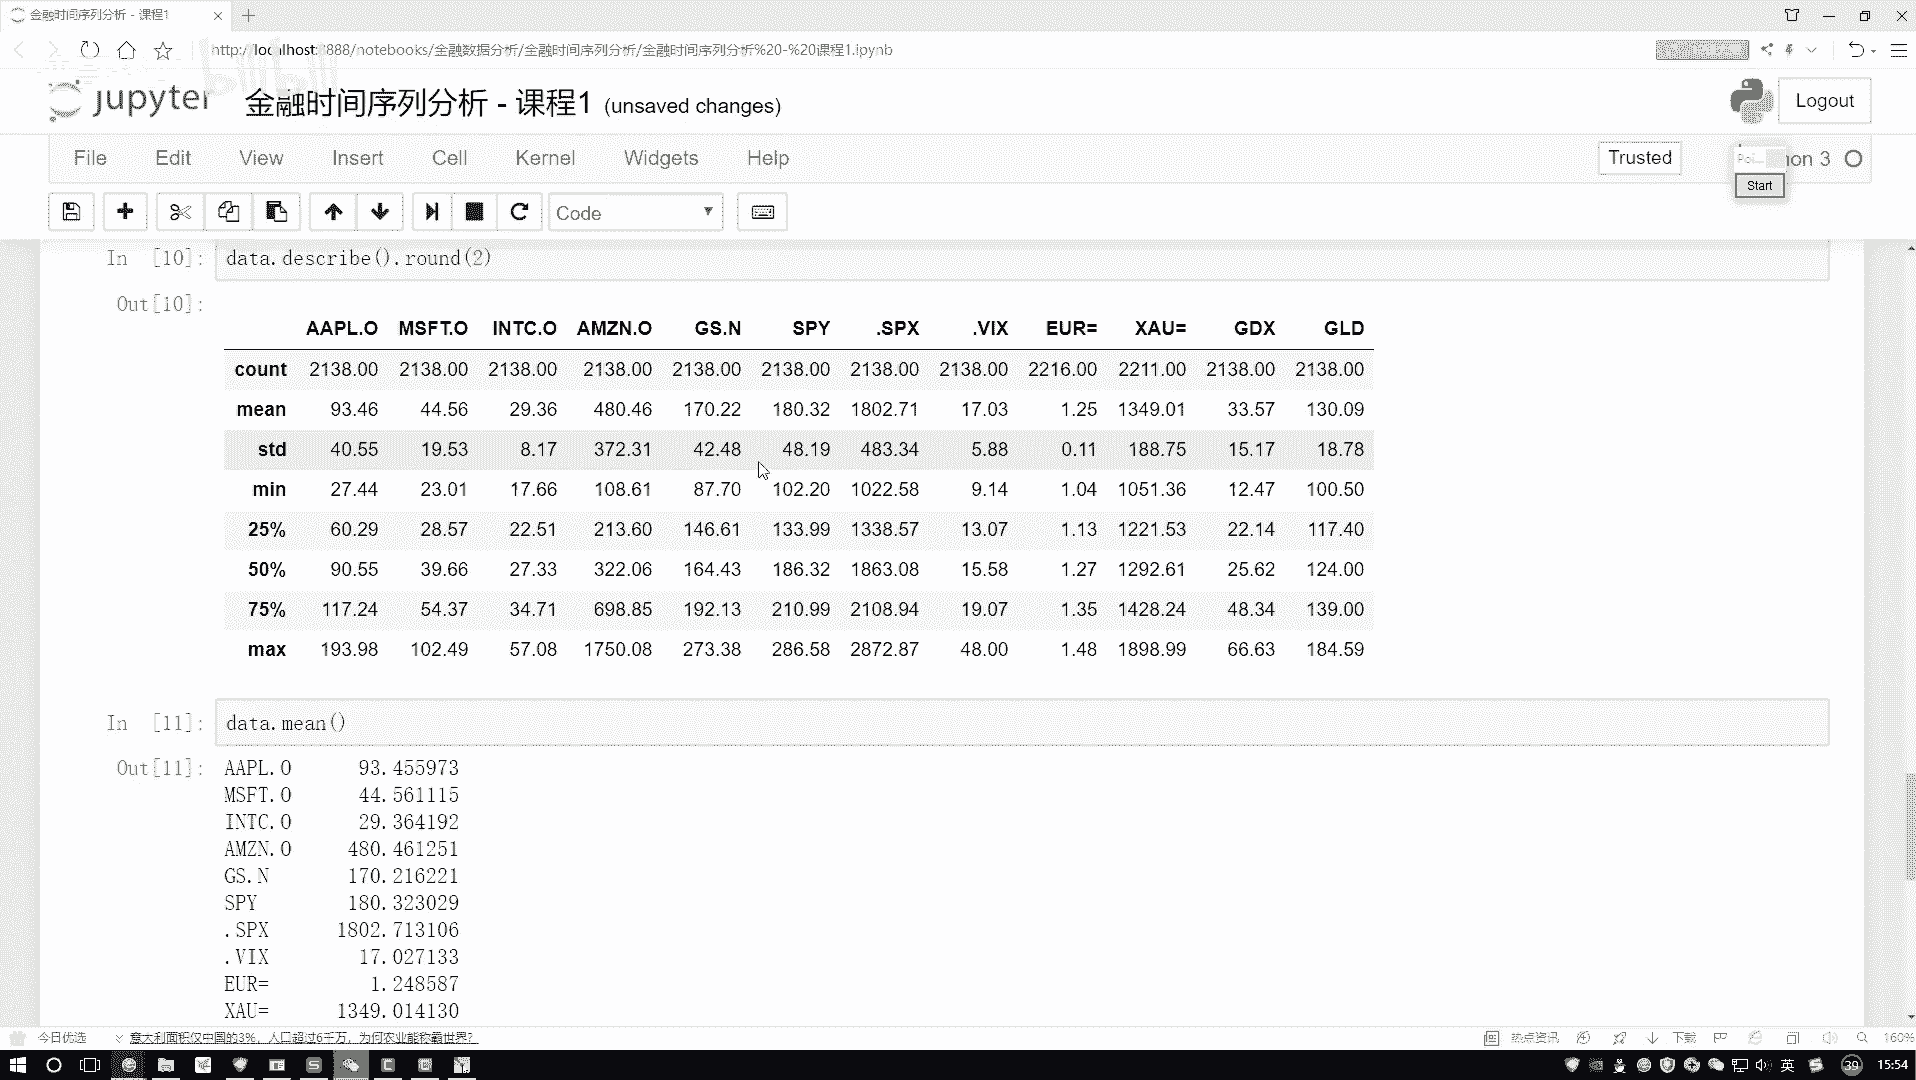 金融时间序列分析 - 课程1
http://localhost:8888/notebooks/金融数据分析/金融时间序列分析/金融时间序列分析%20-%20课程1.ipynb
bilibili
jupyter 金融时间序列分析 - 课程1 (unsaved changes)
Logout
File Edit View Insert Cell Kernel Widgets Help
Trusted
Start
Code
In [10]: data.describe().round(2)
Out[10]:
AAPL.O MSFT.O INTC.O AMZN.O GS.N SPY .SPX .VIX EUR= XAU= GDX GLD
count 2138.00 2138.00 2138.00 2138.00 2138.00 2138.00 2138.00 2138.00 2216.00 2211.00 2138.00 2138.00
mean 93.46 44.56 29.36 480.46 170.22 180.32 1802.71 17.03 1.25 1349.01 33.57 130.09
std 40.55 19.53 8.17 372.31 42.48 48.19 483.34 5.88 0.11 188.75 15.17 18.78
min 27.44 23.01 17.66 108.61 87.70 102.20 1022.58 9.14 1.04 1051.36 12.47 100.50
25% 60.29 28.57 22.51 213.60 146.61 133.99 1338.57 13.07 1.13 1221.53 22.14 117.40
50% 90.55 39.66 27.33 322.06 164.43 186.32 1863.08 15.58 1.27 1292.61 25.62 124.00
75% 117.24 54.37 34.71 698.85 192.13 210.99 2108.94 19.07 1.35 1428.24 48.34 139.00
max 193.98 102.49 57.08 1750.08 273.38 286.58 2872.87 48.00 1.48 1898.99 66.63 184.59
In [11]: data.mean()
Out[11]: AAPL.O 93.455973
MSFT.O 44.561115
INTC.O 29.364192
AMZN.O 480.461251
GS.N 170.216221
SPY 180.323029
.SPX 1802.713106
.VIX 17.027133
EUR= 1.248587
XAU= 1349.014130
今日优选 意大利面积仅中国的3%，人口超过6千万，为何农业能称霸世界？
热点资讯 下载 160%
英 39 15:54